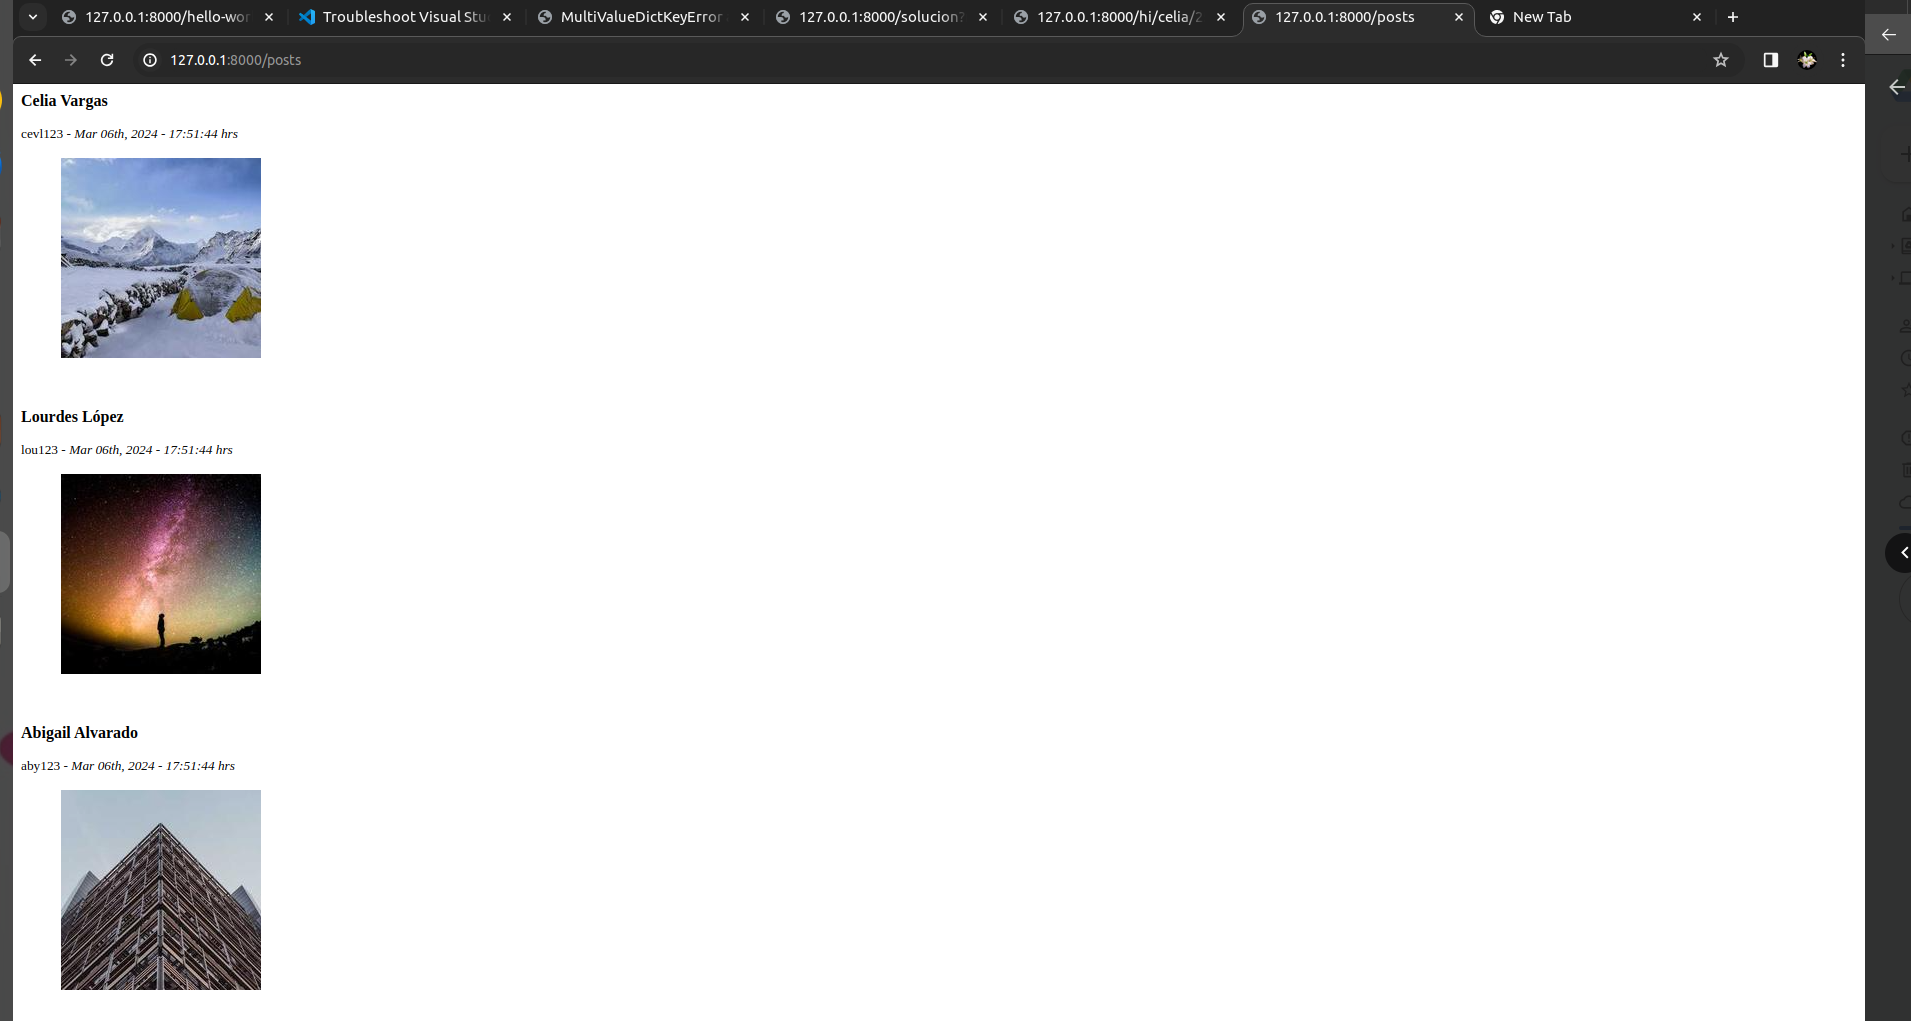 127.0.0.1:8000/hello-wor
Troubleshoot Visual Stu
MultiValueDictKeyError
127.0.0.1:8000/solucion?
127.0.0.1:8000/hi/celia/2
127.0.0.1:8000/posts
New Tab
127.0.0.1:8000/posts
Celia Vargas
cevl123 - Mar 06th, 2024 - 17:51:44 hrs
Lourdes López
lou123 - Mar 06th, 2024 - 17:51:44 hrs
Abigail Alvarado
aby123 - Mar 06th, 2024 - 17:51:44 hrs